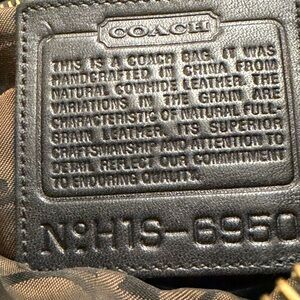 COACH
THIS IS A COACH BAG. IT WAS
HANDCRAFTED IN CHINA FROM
NATURAL COWHIDE LEATHER. THE
VARIATIONS IN THE GRAIN ARE
CHARACTERISTIC OF NATURAL FULL-
GRAIN LEATHER. ITS SUPERIOR
CRAFTSMANSHIP AND ATTENTION TO
DETAIL REFLECT OUR COMMITMENT
TO ENDURING QUALITY.
No H1S-6950